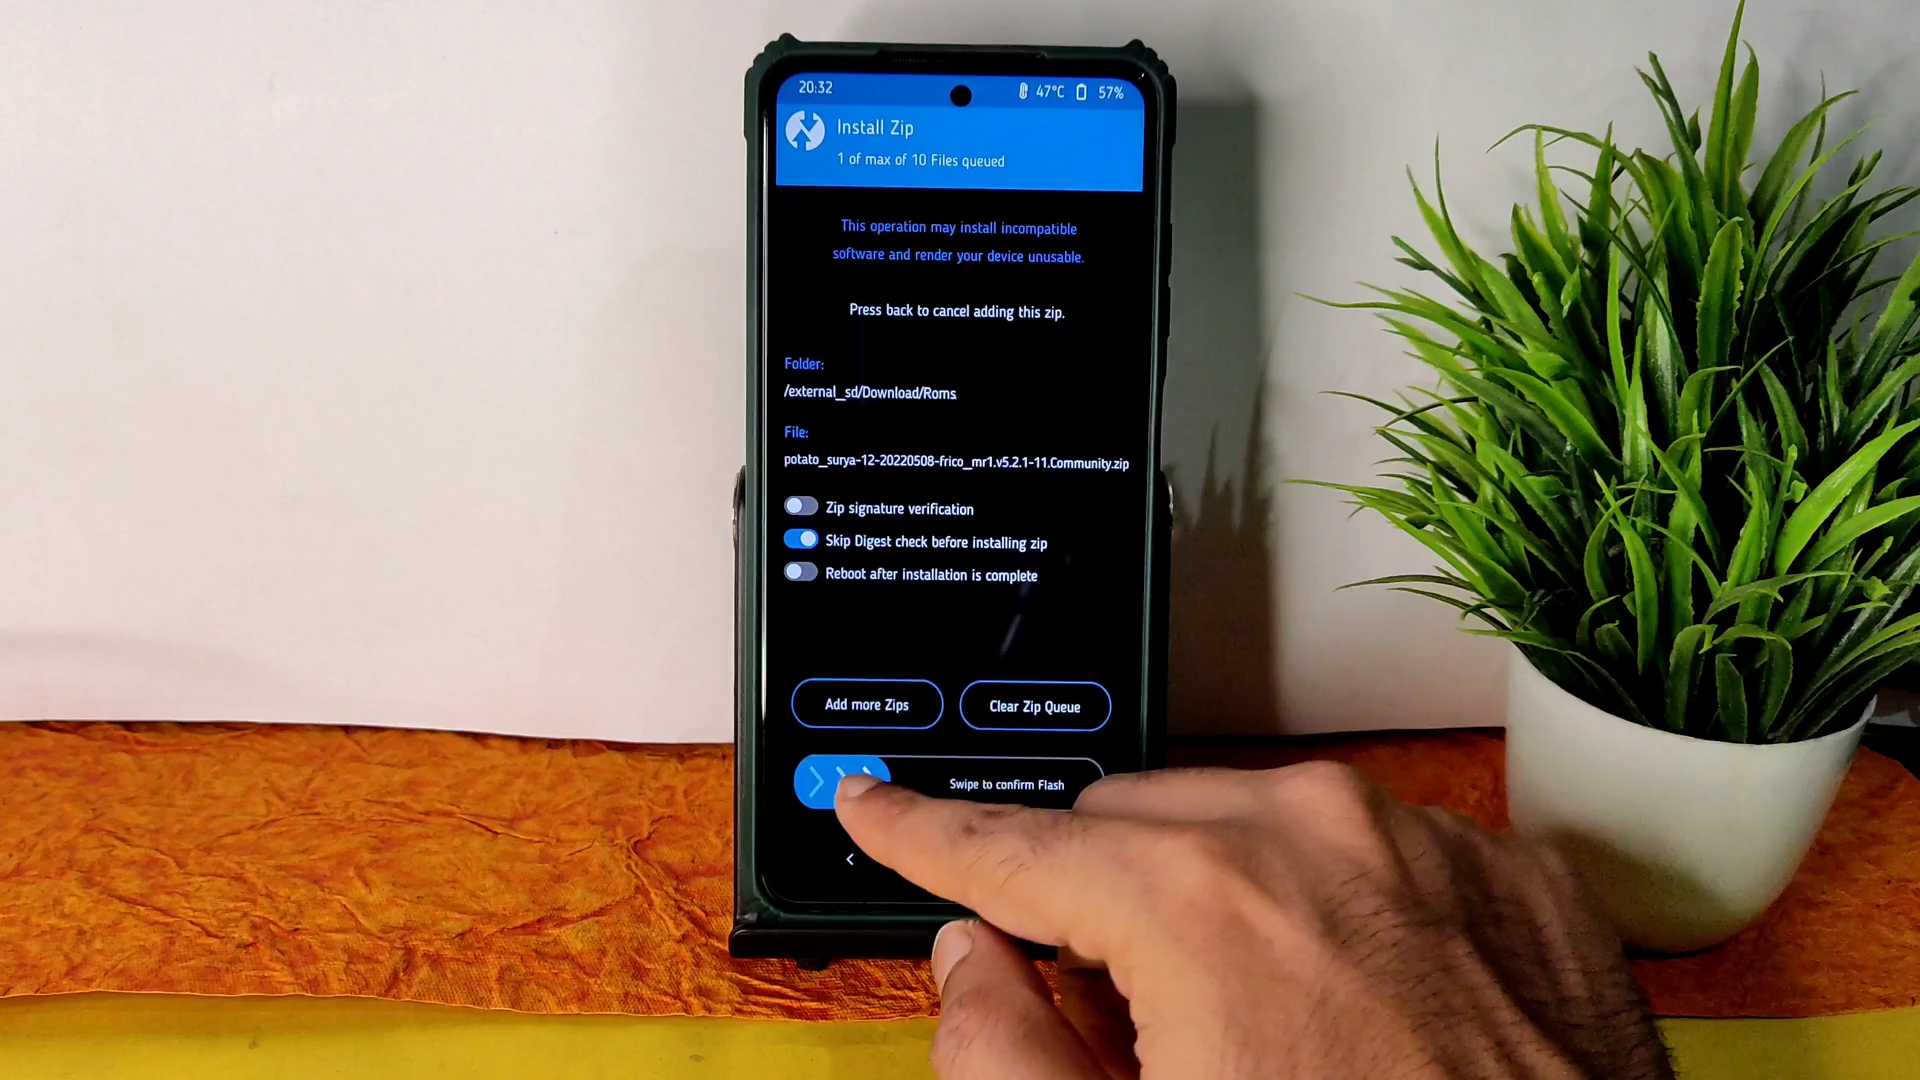 20:32 47°C 57%
Install Zip
1 of max of 10 Files queued
This operation may install incompatible
software and render your device unusable.
Press back to cancel adding this zip.
Folder:
/external_sd/Download/Roms
File:
potato_surya-12-20220508-frico_mr1.v5.2.1-11.Community.zip
Zip signature verification
Skip Digest check before installing zip
Reboot after installation is complete
Add more Zips
Clear Zip Queue
Swipe to confirm Flash